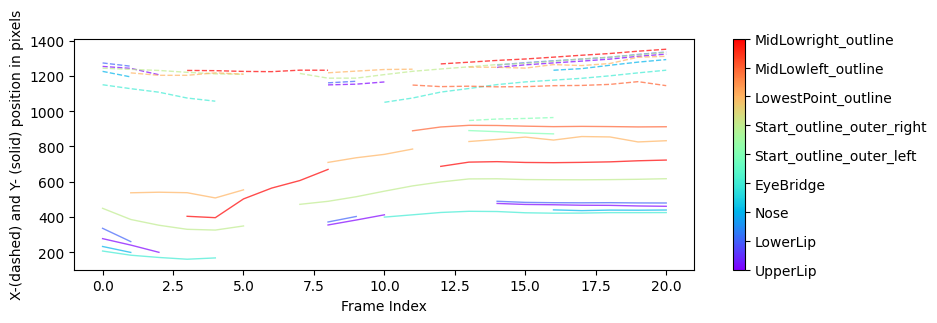 X-(dashed) and Y- (solid) position in pixels
1400
1200
1000
800
600
400
200
0.0 2.5 5.0 7.5 10.0 12.5 15.0 17.5 20.0
Frame Index
MidLowright_outline
MidLowleft_outline
LowestPoint_outline
Start_outline_outer_right
Start_outline_outer_left
EyeBridge
Nose
LowerLip
UpperLip